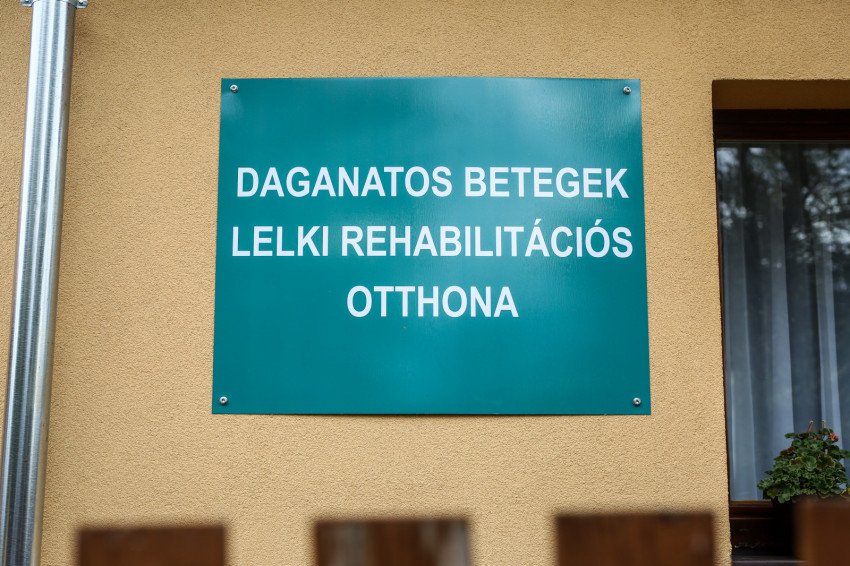 DAGANATOS BETEGEK
LELKI REHABILITÁCIÓS
OTTHONA